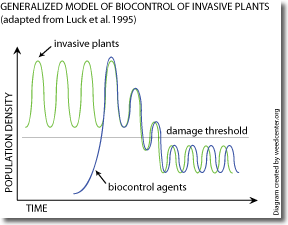 GENERALIZED MODEL OF BIOCONTROL OF INVASIVE PLANTS
(adapted from Luck et al. 1995)
invasive plants
damage threshold
biocontrol agents
POPULATION DENSITY
TIME
Diagram created by weedcenter.org